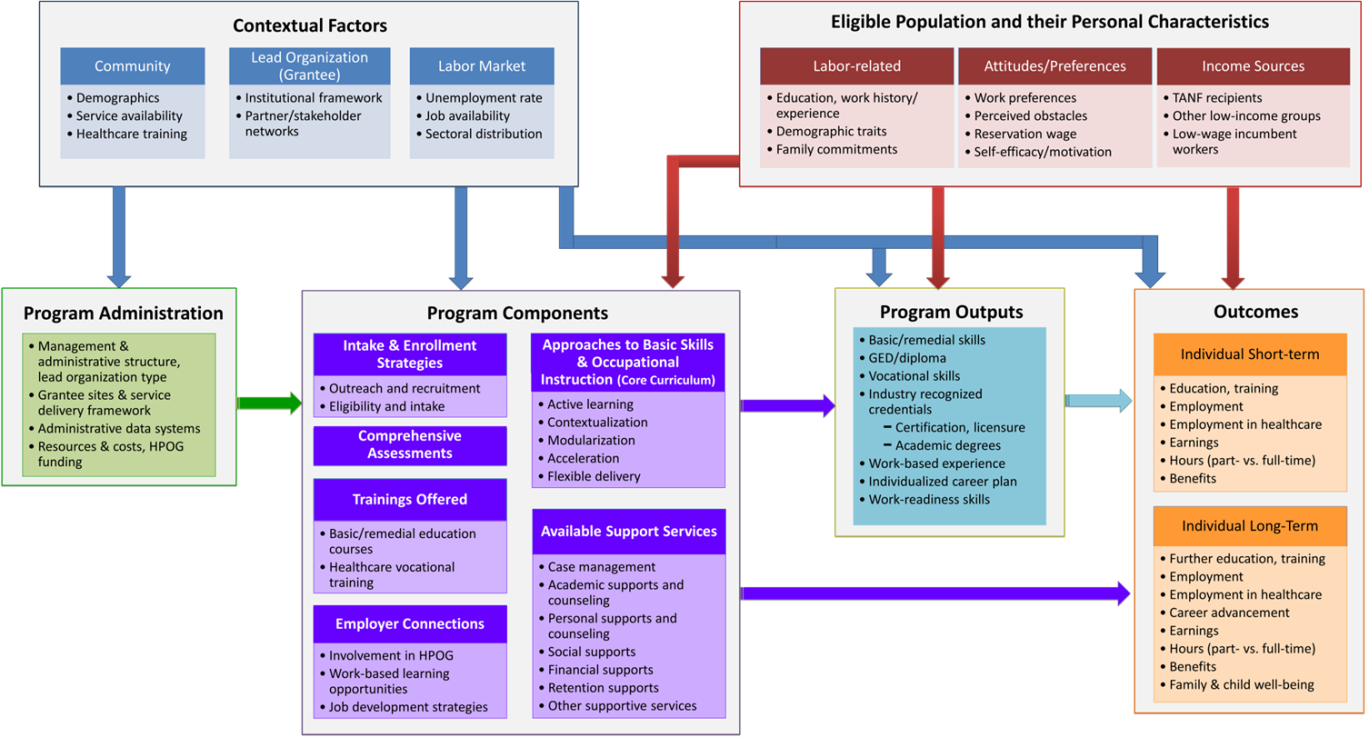 Contextual Factors
Community
• Demographics
• Service availability
• Healthcare training
Lead Organization
(Grantee)
• Institutional framework
• Partner/stakeholder
networks
Labor Market
• Unemployment rate
• Job availability
• Sectoral distribution
Eligible Population and their Personal Characteristics
Labor-related
• Education, work history/
experience
• Demographic traits
• Family commitments
Attitudes/Preferences
• Work preferences
• Perceived obstacles
• Reservation wage
• Self-efficacy/motivation
Income Sources
• TANF recipients
• Other low-income groups
• Low-wage incumbent
workers
Program Administration
• Management &
administrative structure,
lead organization type
• Grantee sites & service
delivery framework
• Administrative data systems
• Resources & costs, HPOG
funding
Program Components
Intake & Enrollment
Strategies
• Outreach and recruitment
• Eligibility and intake
Comprehensive
Assessments
Trainings Offered
• Basic/remedial education
courses
• Healthcare vocational
training
Employer Connections
• Involvement in HPOG
• Work-based learning
opportunities
• Job development strategies
Approaches to Basic Skills
& Occupational
Instruction (Core Curriculum)
• Active learning
• Contextualization
• Modularization
• Acceleration
• Flexible delivery
Available Support Services
• Case management
• Academic supports and
counseling
• Personal supports and
counseling
• Social supports
• Financial supports
• Retention supports
• Other supportive services
Program Outputs
• Basic/remedial skills
• GED/diploma
• Vocational skills
• Industry recognized
credentials
– Certification, licensure
– Academic degrees
• Work-based experience
• Individualized career plan
• Work-readiness skills
Outcomes
Individual Short-term
• Education, training
• Employment
• Employment in healthcare
• Earnings
• Hours (part- vs. full-time)
• Benefits
Individual Long-Term
• Further education, training
• Employment
• Employment in healthcare
• Career advancement
• Earnings
• Hours (part- vs. full-time)
• Benefits
• Family & child well-being